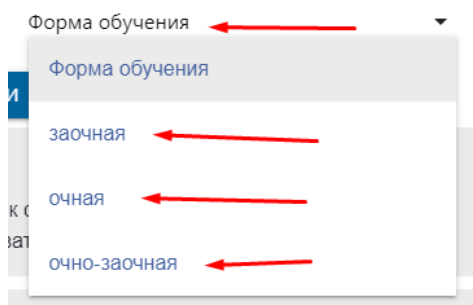 Форма обучения
Форма обучения
и
заочная
очная
к
очно-заочная